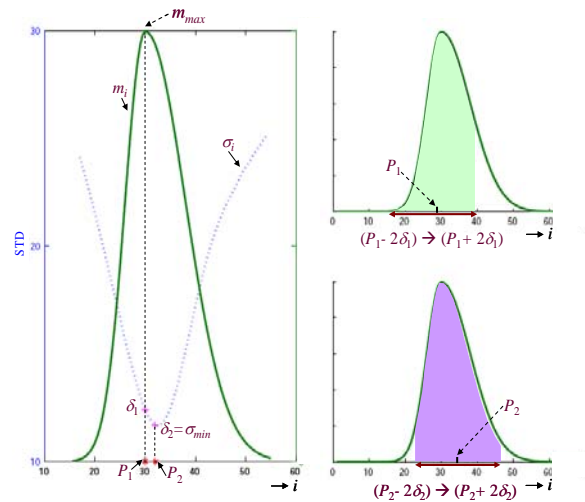 m_max
30
m_i
σ_i
STD
20
δ_1
δ_2=σ_min
10
P_1
P_2
10 20 30 40 50 60
i
P_1
0 10 20 30 40 50 60
i
(P_1- 2δ_1) → (P_1+ 2δ_1)
P_2
0 10 20 30 40 50 60
i
(P_2- 2δ_2) → (P_2+ 2δ_2)